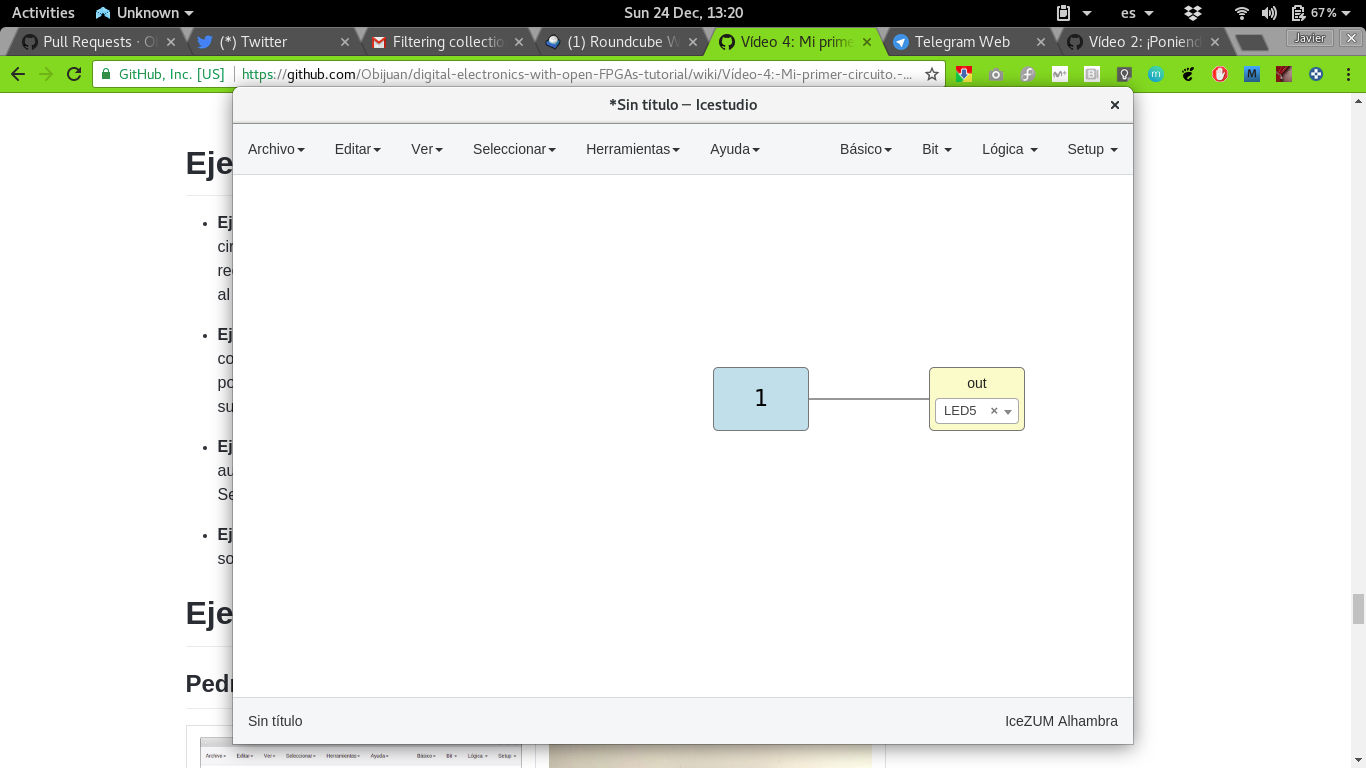 Activities Unknown Sun 24 Dec, 13:20 es 67%
Pull Requests · O (*) Twitter Filtering collectio (1) Roundcube W Vídeo 4: Mi prime Telegram Web Vídeo 2: ¡Poniend Javier
GitHub, Inc. [US] https://github.com/Obijuan/digital-electronics-with-open-FPGAs-tutorial/wiki/Vídeo-4:-Mi-primer-circuito.-...
*Sin título — Icestudio
Archivo Editar Ver Seleccionar Herramientas Ayuda Básico Bit Lógica Setup
Eje
Ej
cir
re
al
Ej
co
po
su
1
out
LED5 ×
Ej
au
Se
Ej
so
Eje
Pedr
Sin título IceZUM Alhambra
Archivo Editar Ver Seleccionar Herramientas Ayuda Básico Bit Lógica Setup